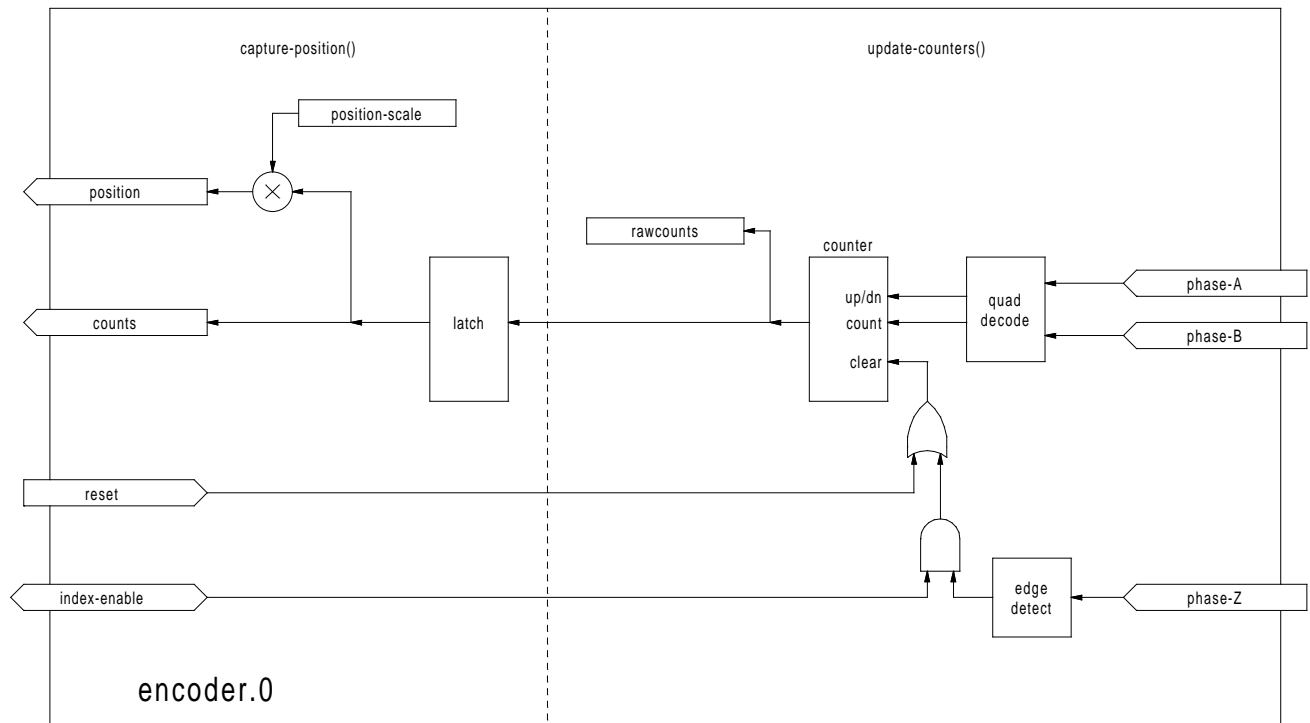 capture-position()
update-counters()
position-scale
position
rawcounts
counter
up/dn
count
clear
quad
decode
phase-A
phase-B
counts
latch
reset
index-enable
edge
detect
phase-Z
encoder.0